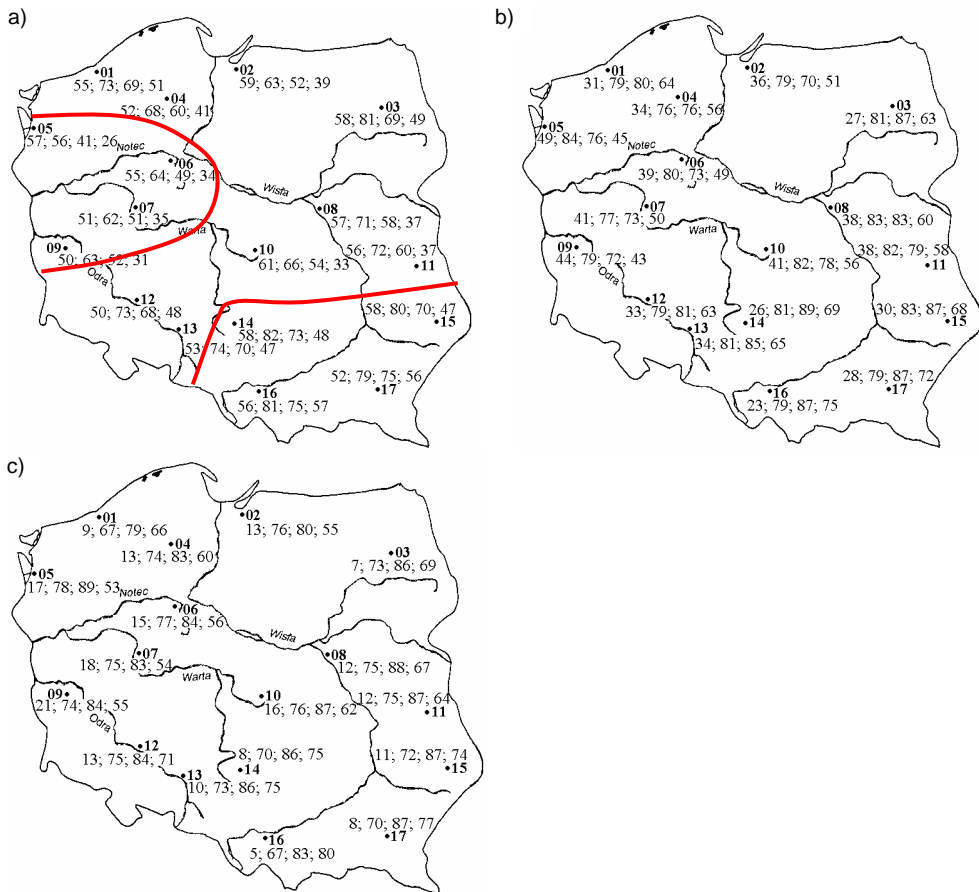 a)
01
55; 73; 69; 51
02
59; 63; 52; 39
04
52; 68; 60; 41
03
58; 81; 69; 49
05
57; 56; 41; 26
Notec
06
55; 64; 49; 34
Wisła
07
51; 62; 51; 35
08
57; 71; 58; 37
Warta
09
50; 63; 52; 31
10
61; 66; 54; 33
56; 72; 60; 37
11
Odra
12
50; 73; 68; 48
58; 80; 70; 47
15
13
53; 74; 70; 47
14
58; 82; 73; 48
16
56; 81; 75; 57
52; 79; 75; 56
17
b)
01
31; 79; 80; 64
02
36; 79; 70; 51
04
34; 76; 76; 56
03
27; 81; 87; 63
05
49; 84; 76; 45
Notec
06
39; 80; 73; 49
Wisła
07
41; 77; 73; 50
08
38; 83; 83; 60
Warta
09
44; 79; 72; 43
10
41; 82; 78; 56
38; 82; 79; 58
11
Odra
12
33; 79; 81; 63
26; 81; 89; 69
14
30; 83; 87; 68
15
13
34; 81; 85; 65
16
23; 79; 87; 75
28; 79; 87; 72
17
c)
01
9; 67; 79; 66
02
13; 76; 80; 55
04
13; 74; 83; 60
03
7; 73; 86; 69
05
17; 78; 89; 53
Notec
06
15; 77; 84; 56
Wisła
07
18; 75; 83; 54
08
12; 75; 88; 67
Warta
09
21; 74; 84; 55
10
16; 76; 87; 62
12; 75; 87; 64
11
Odra
12
13; 75; 84; 71
8; 70; 86; 75
14
11; 72; 87; 74
15
13
10; 73; 86; 75
16
5; 67; 83; 80
8; 70; 87; 77
17